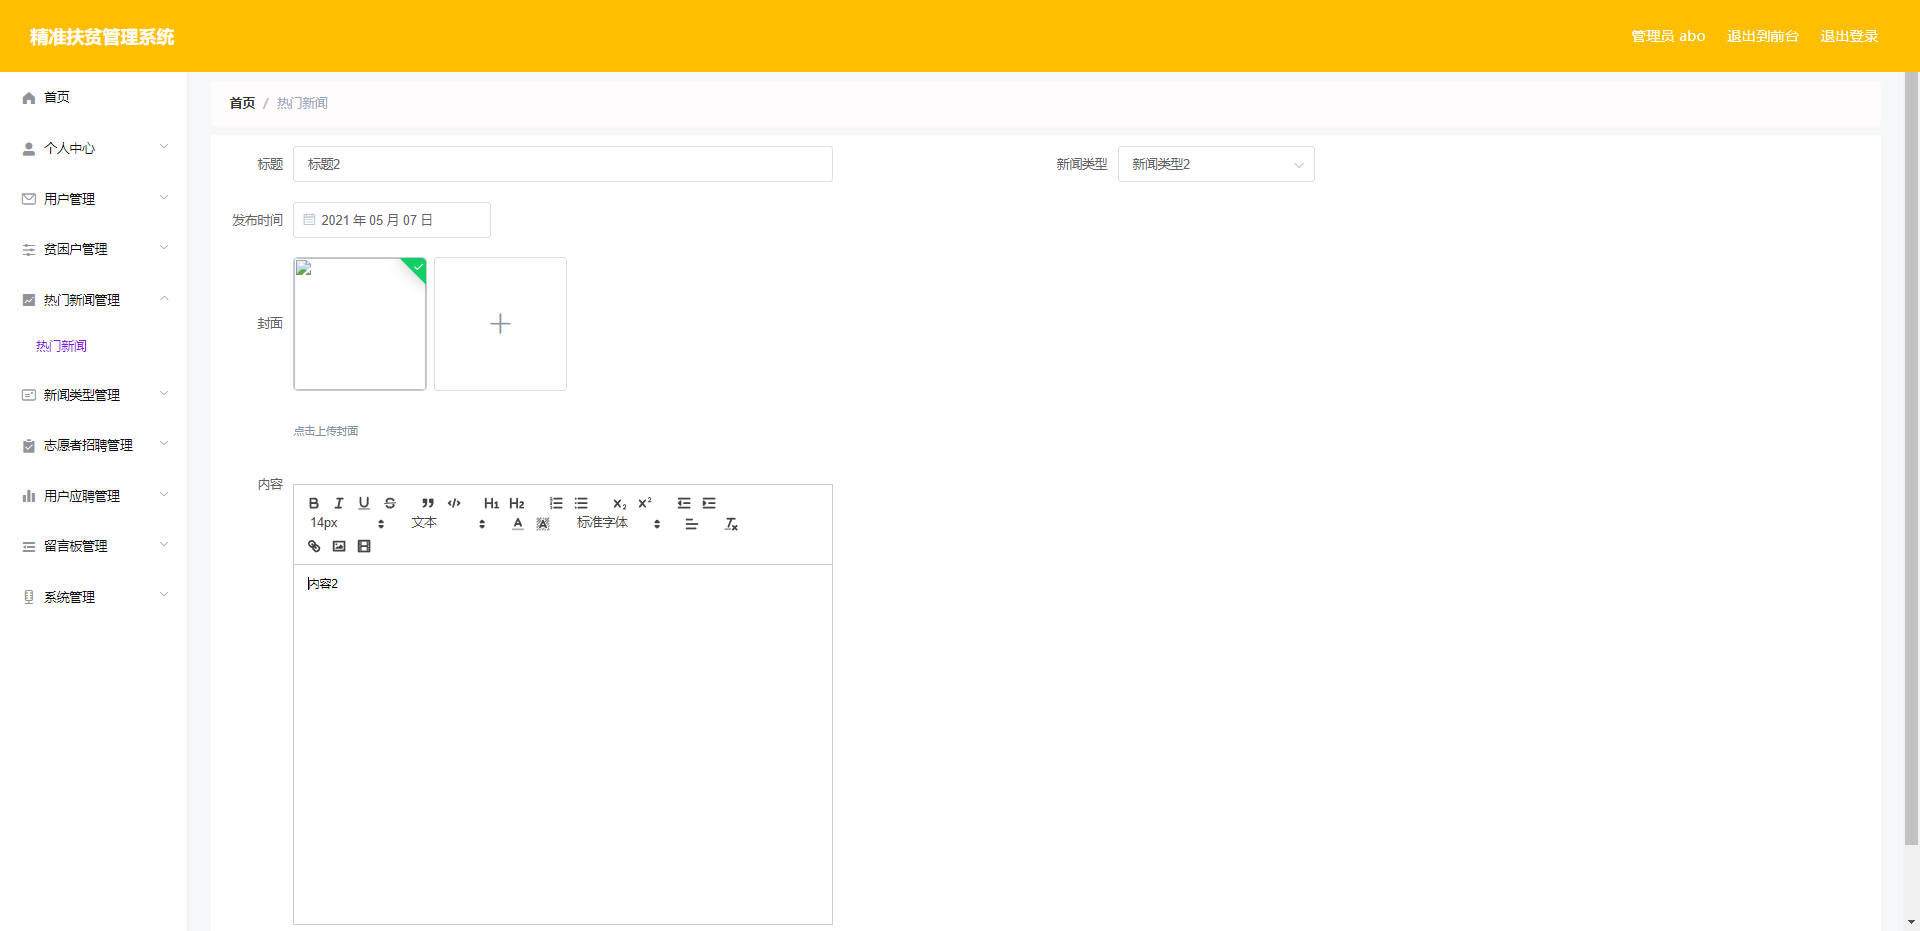 精准扶贫管理系统
管理员 abo 退出到前台 退出登录
首页
个人中心
用户管理
贫困户管理
热门新闻管理
热门新闻
新闻类型管理
志愿者招聘管理
用户应聘管理
留言板管理
系统管理
首页 / 热门新闻
标题 标题2 新闻类型 新闻类型2
发布时间 2021 年 05 月 07 日
封面
点击上传封面
内容
B I U S H1 H2 X2 X2
14px 文本 A A 标准字体 Tx
内容2